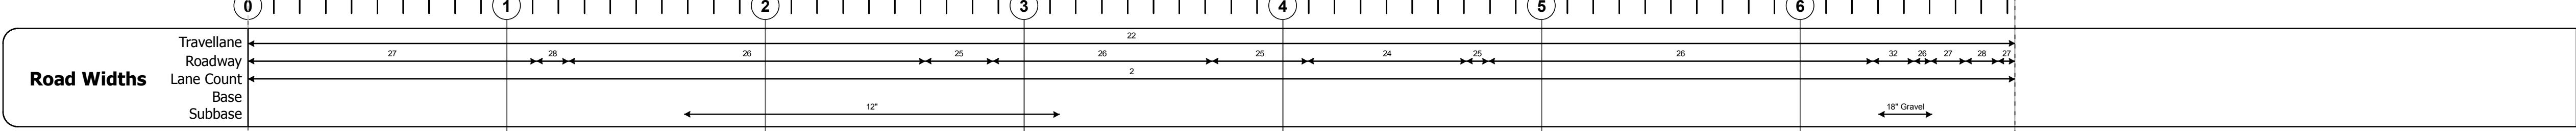 0 1 2 3 4 5 6
Road Widths
Travellane 22
Roadway 27 28 26 25 26 25 24 25 26 32 26 27 28 27
Lane Count 2
Base
Subbase 12" 18" Gravel